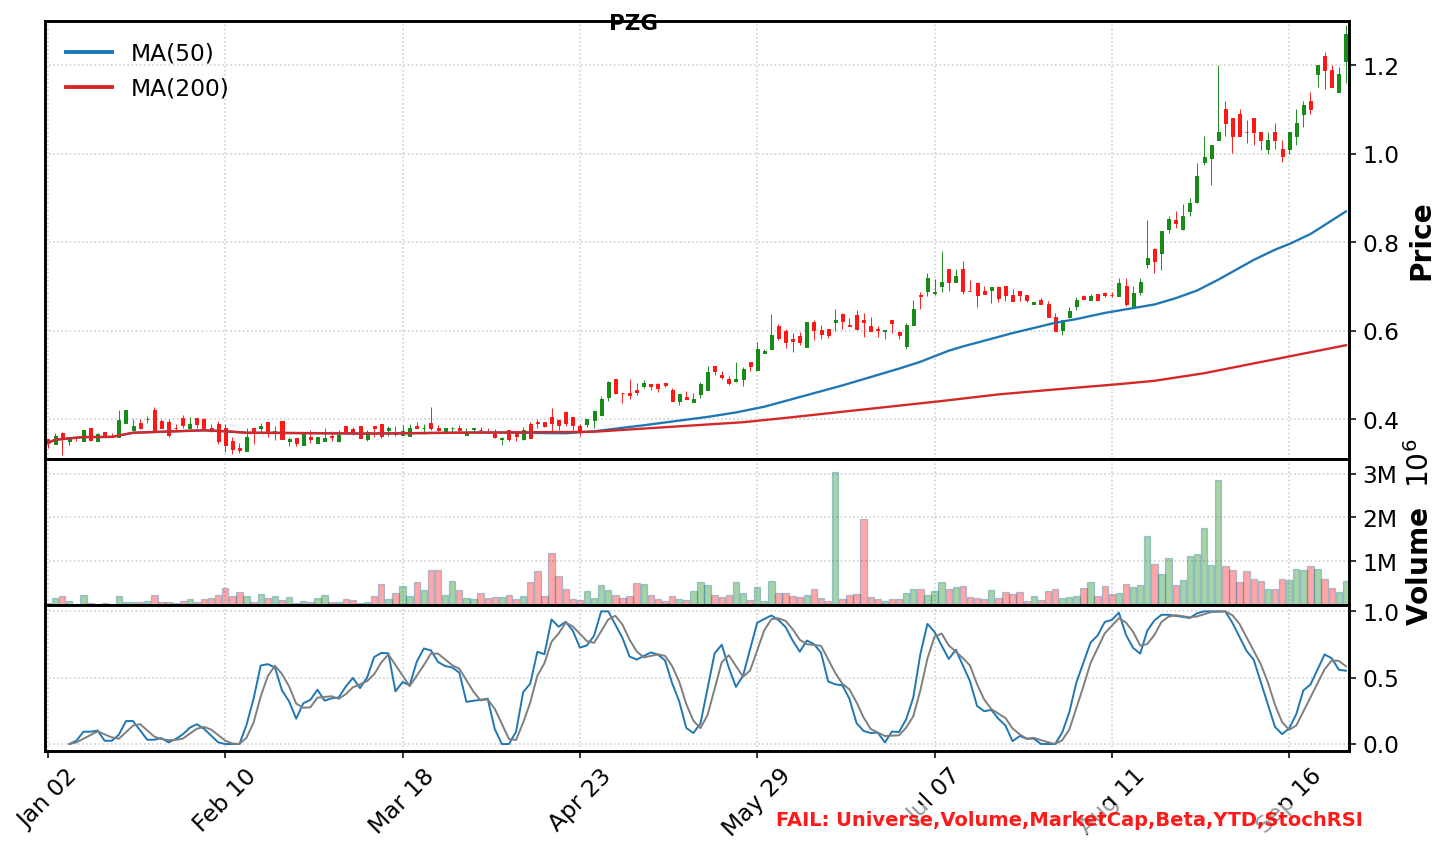 PZG
MA(50)
MA(200)
1.2
1.0
0.8
0.6
0.4
Price
3M
2M
1M
Volume 10^6
1.0
0.5
0.0
Jan 02
Feb 10
Mar 18
Apr 23
May 29
Jul 07
Aug 11
Sep 16
FAIL: Universe,Volume,MarketCap,Beta,YTD,StochRSI